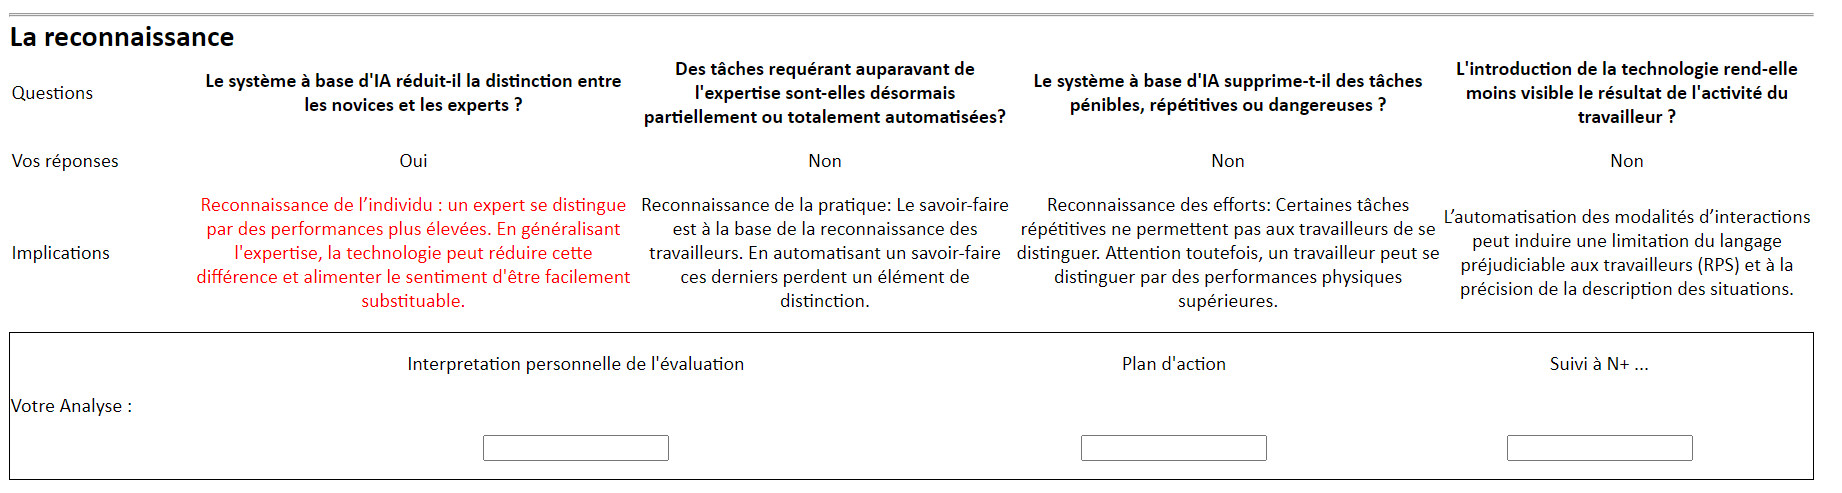 La reconnaissance
Questions
Le système à base d'IA réduit-il la distinction entre
les novices et les experts ?
Des tâches requérant auparavant de
l'expertise sont-elles désormais
partiellement ou totalement automatisées?
Le système à base d'IA supprime-t-il des tâches
pénibles, répétitives ou dangereuses ?
L'introduction de la technologie rend-elle
moins visible le résultat de l'activité du
travailleur ?
Vos réponses
Oui
Non
Non
Non
Implications
Reconnaissance de l’individu : un expert se distingue
par des performances plus élevées. En généralisant
l'expertise, la technologie peut réduire cette
différence et alimenter le sentiment d'être facilement
substituable.
Reconnaissance de la pratique: Le savoir-faire
est à la base de la reconnaissance des
travailleurs. En automatisant un savoir-faire
ces derniers perdent un élément de
distinction.
Reconnaissance des efforts: Certaines tâches
répétitives ne permettent pas aux travailleurs de se
distinguer. Attention toutefois, un travailleur peut se
distinguer par des performances physiques
supérieures.
L’automatisation des modalités d’interactions
peut induire une limitation du langage
préjudiciable aux travailleurs (RPS) et à la
précision de la description des situations.
Interpretation personnelle de l'évaluation
Plan d'action
Suivi à N+ ...
Votre Analyse :